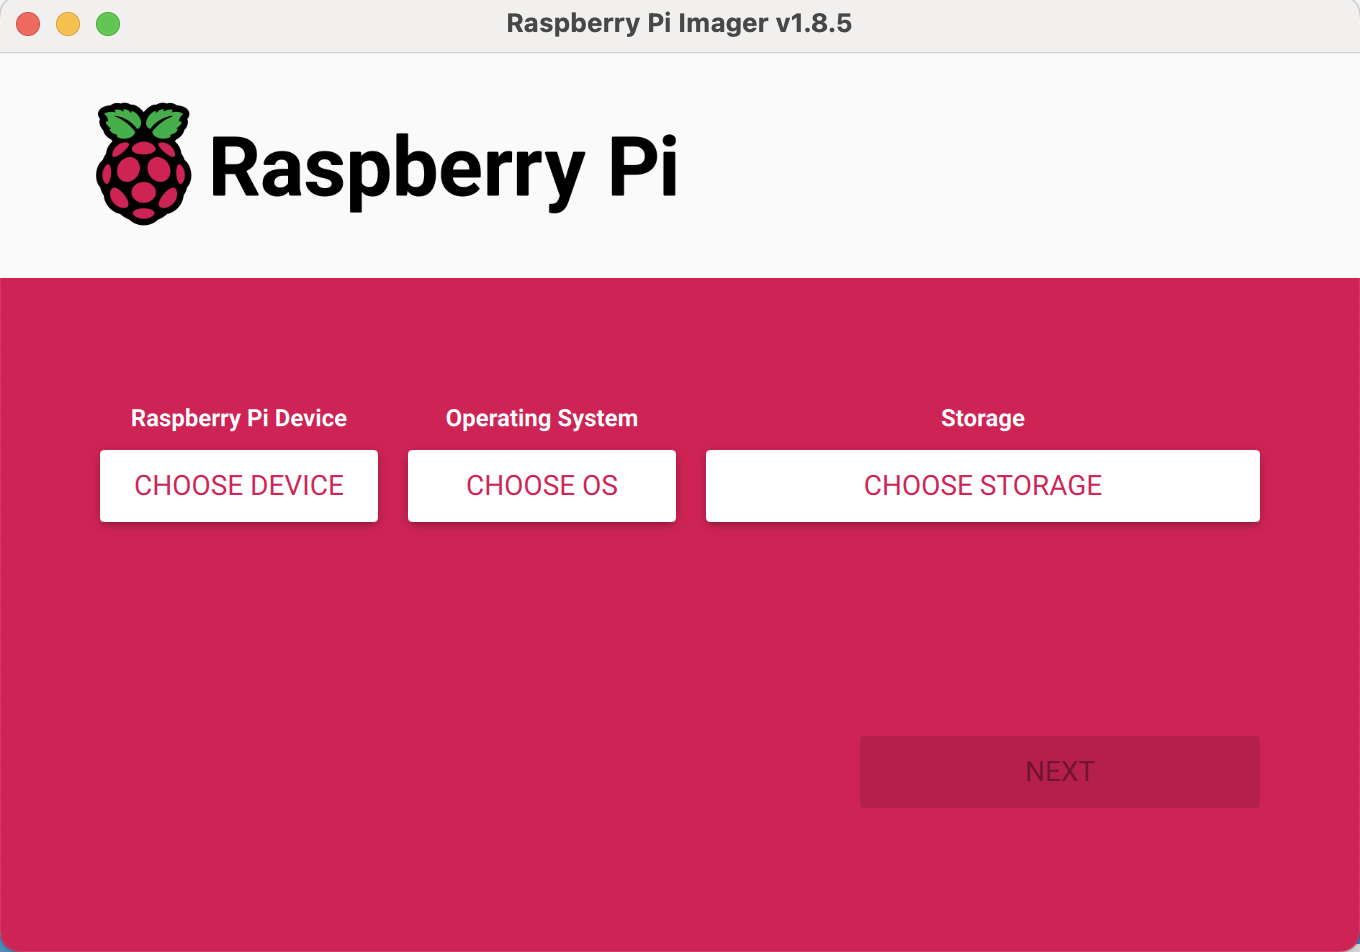 Raspberry Pi Imager v1.8.5
Raspberry Pi
Raspberry Pi Device
Operating System
Storage
CHOOSE DEVICE
CHOOSE OS
CHOOSE STORAGE
NEXT